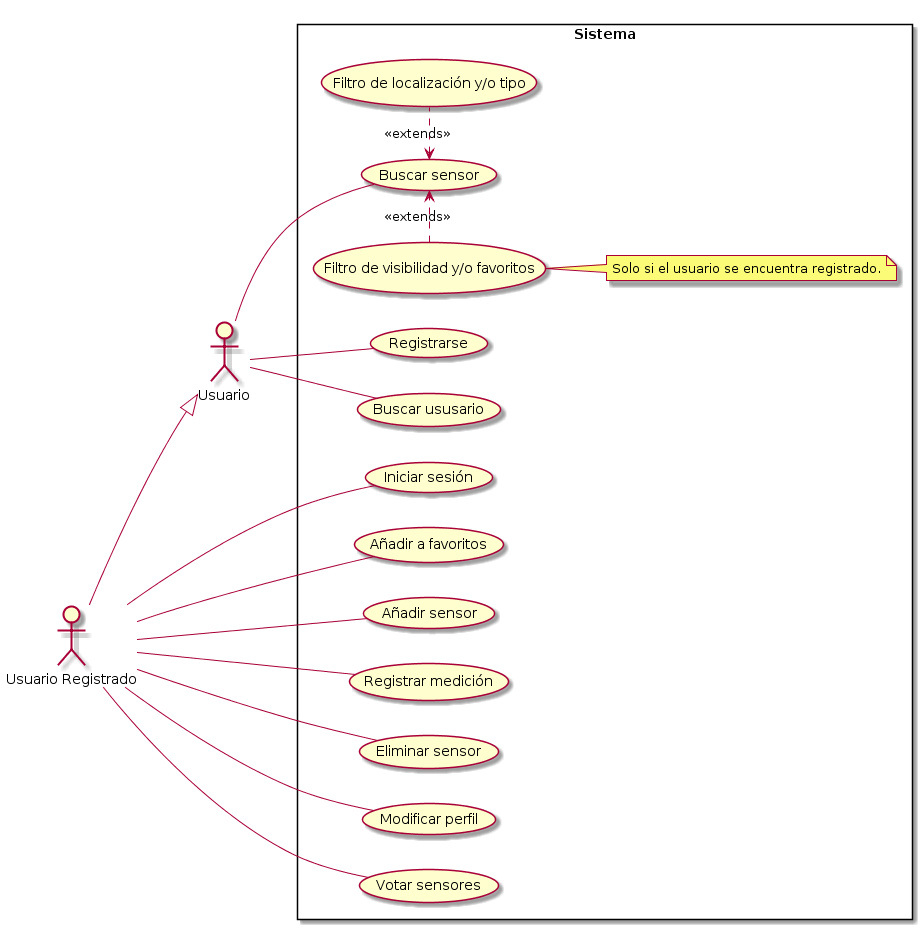 Sistema
Filtro de localización y/o tipo
«extends»
Buscar sensor
«extends»
Filtro de visibilidad y/o favoritos
Solo si el usuario se encuentra registrado.
Registrarse
Usuario
Buscar ususario
Iniciar sesión
Añadir a favoritos
Añadir sensor
Usuario Registrado
Registrar medición
Eliminar sensor
Modificar perfil
Votar sensores